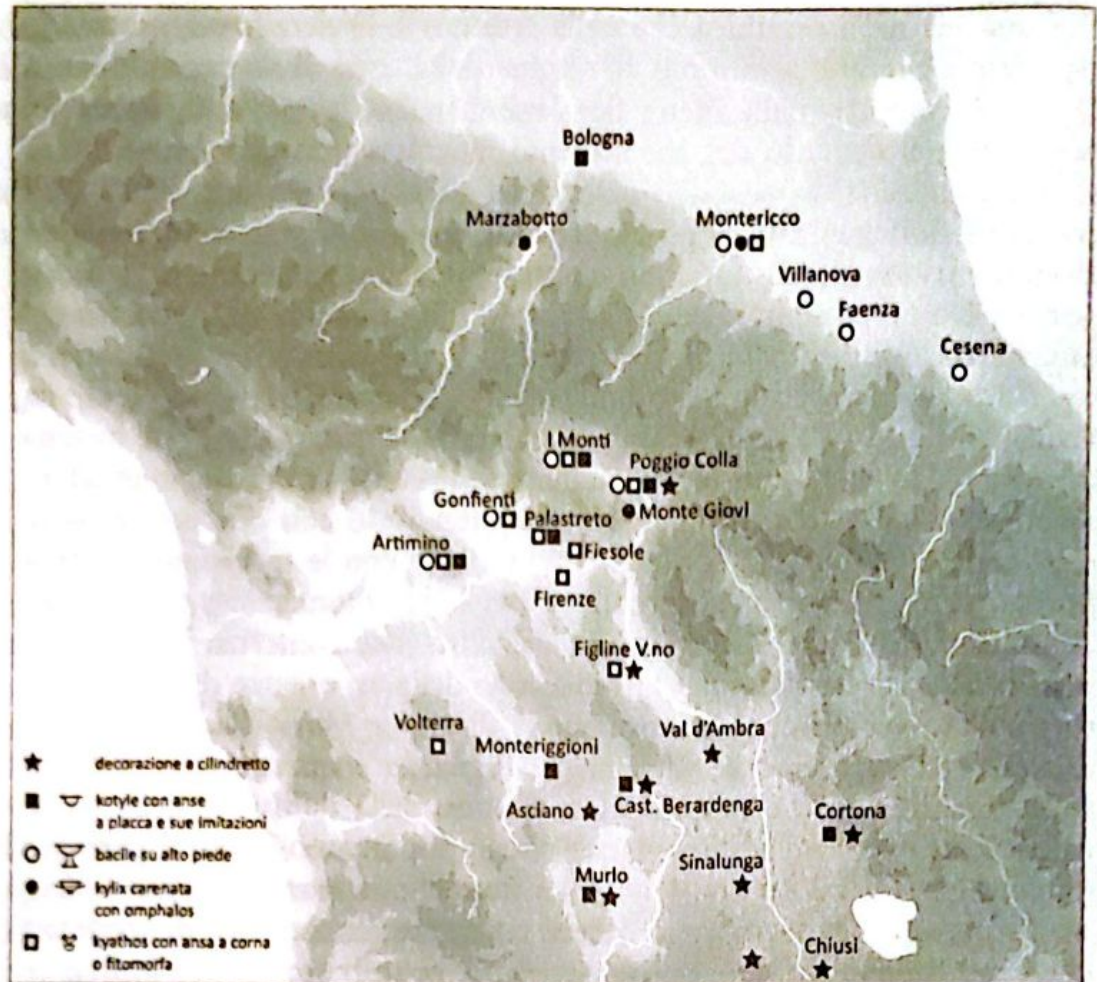 Bologna
Marzabotto
Montericco
Villanova
Faenza
Cesena
I Monti
Poggio Colla
Gonfienti
Monte Giovi
Palastreto
Artimino
Fiesole
Firenze
Figline V.no
Volterra
Val d'Ambra
Monteriggioni
Asciano
Cast. Berardenga
Cortona
Murlo
Sinalunga
Chiusi
decorazione a cilindretto
kotyle con anse
a placca e sue imitazioni
bacile su alto piede
kylix carenata
con omphalos
kyathos con ansa a corna
o fitomorfa